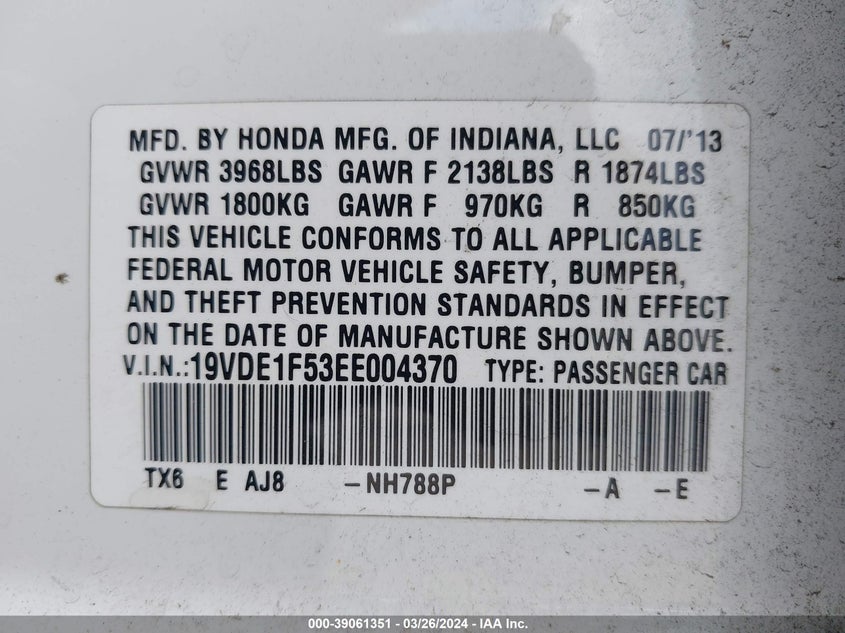 MFD. BY HONDA MFG. OF INDIANA, LLC 07/'13
GVWR 3968LBS GAWR F 2138LBS R 1874LBS
GVWR 1800KG GAWR F 970KG R 850KG
THIS VEHICLE CONFORMS TO ALL APPLICABLE
FEDERAL MOTOR VEHICLE SAFETY, BUMPER,
AND THEFT PREVENTION STANDARDS IN EFFECT
ON THE DATE OF MANUFACTURE SHOWN ABOVE.
V.I.N.:19VDE1F53EE004370 TYPE: PASSENGER CAR
TX6 E AJ8 -NH788P -A -E
000-39061351 - 03/26/2024 - IAA Inc.